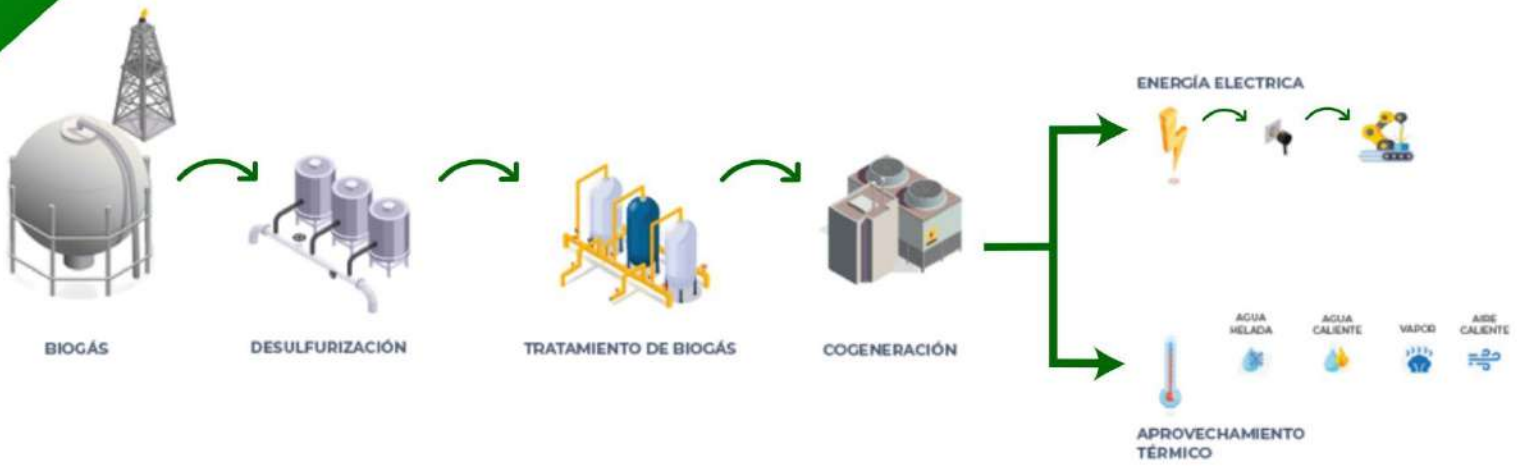 BIOGÁS
DESULFURIZACIÓN
TRATAMIENTO DE BIOGÁS
COGENERACIÓN
ENERGÍA ELECTRICA
AGUA
HELADA
AGUA
CALIENTE
VAPOR
AIRE
CALIENTE
APROVECHAMIENTO
TÉRMICO